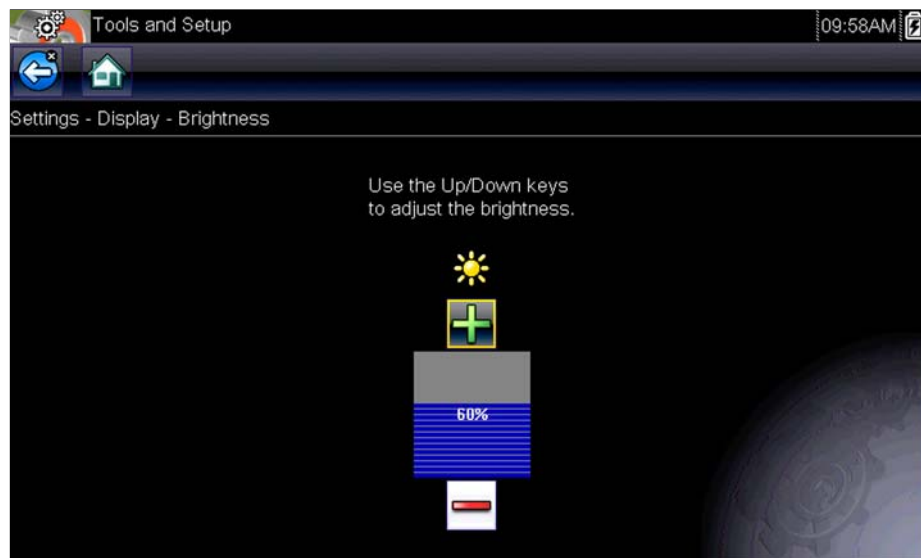 Tools and Setup
09:58AM
Settings - Display - Brightness
Use the Up/Down keys
to adjust the brightness.
60%